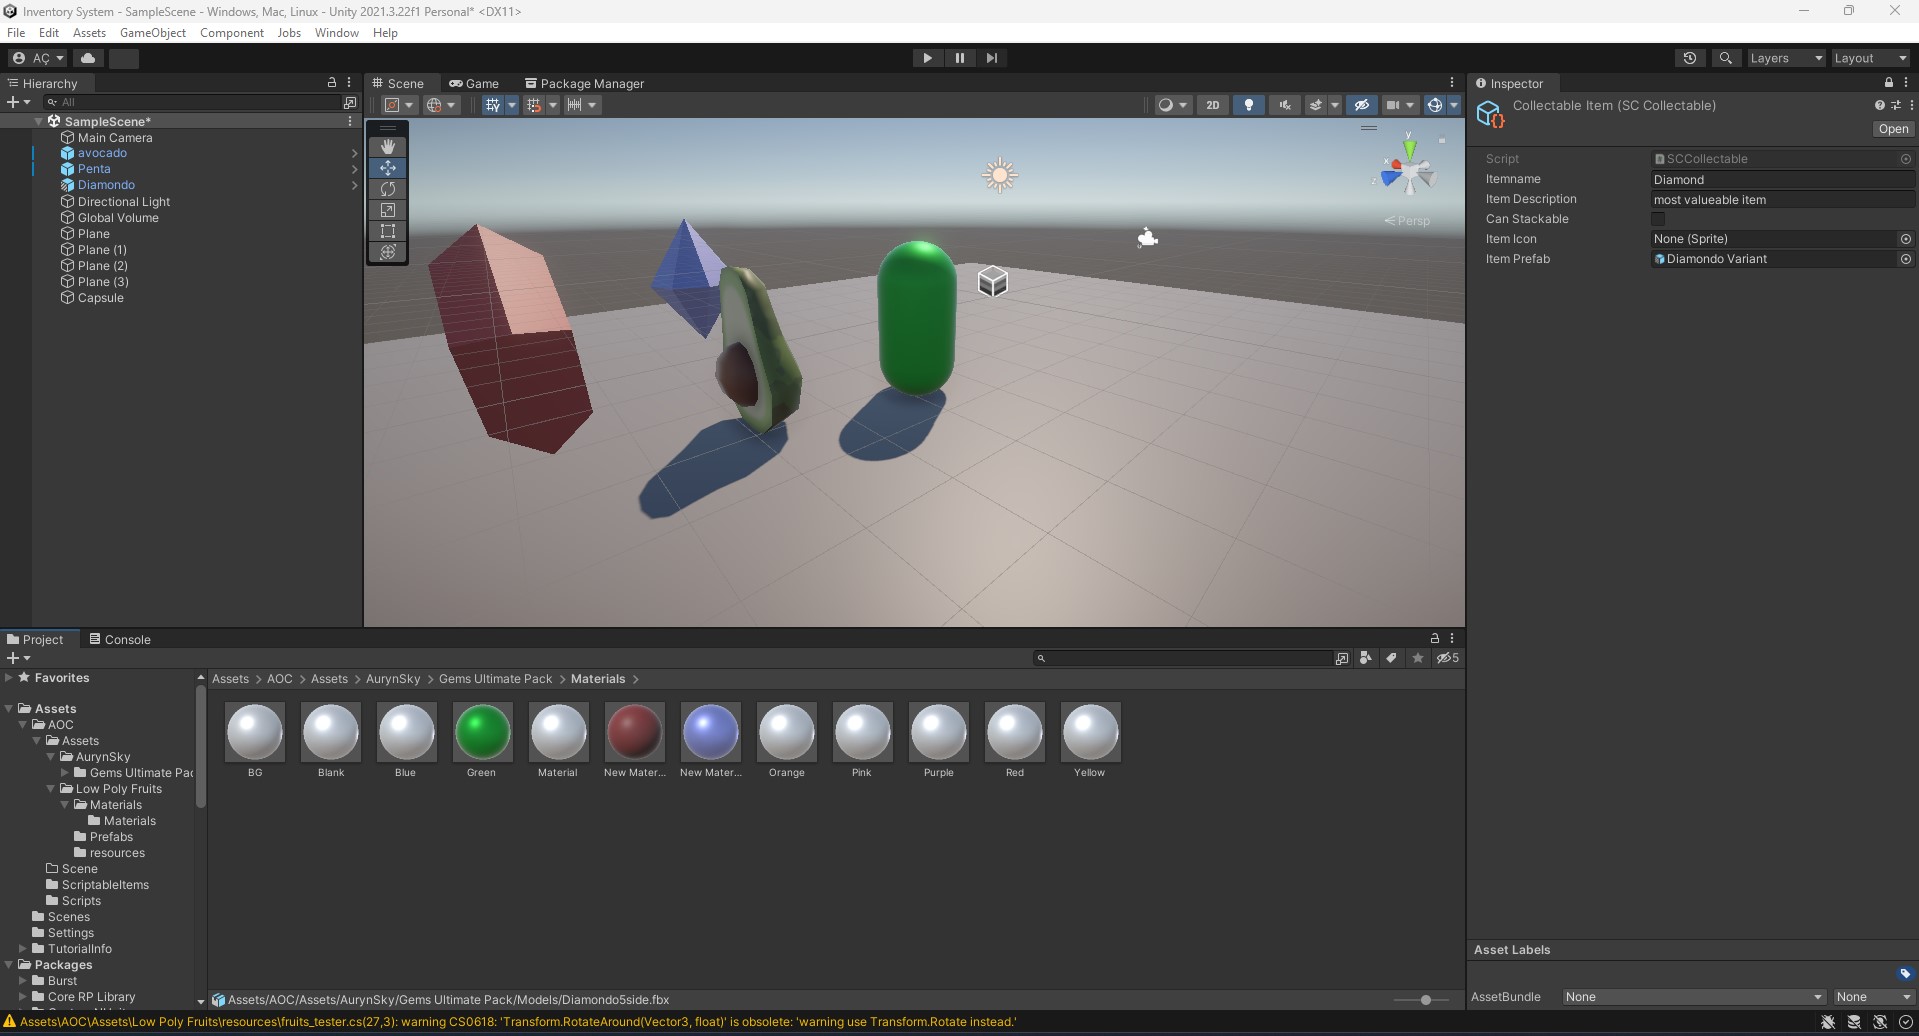 Inventory System - SampleScene - Windows, Mac, Linux - Unity 2021.3.22f1 Personal* <DX11>
File Edit Assets GameObject Component Jobs Window Help
AÇ
Layers Layout
Hierarchy
All
SampleScene*
Main Camera
avocado
Penta
Diamondo
Directional Light
Global Volume
Plane
Plane (1)
Plane (2)
Plane (3)
Capsule
Scene Game Package Manager
2D
y
x
z
Persp
Inspector
Collectable Item (SC Collectable)
Open
Script SCCollectable
Itemname Diamond
Item Description most valueable item
Can Stackable
Item Icon None (Sprite)
Item Prefab Diamondo Variant
Project Console
5
Favorites
Assets
AOC
Assets
AurynSky
Gems Ultimate Pac
Low Poly Fruits
Materials
Materials
Prefabs
resources
Scene
ScriptableItems
Scripts
Scenes
Settings
TutorialInfo
Packages
Burst
Core RP Library
Assets > AOC > Assets > AurynSky > Gems Ultimate Pack > Materials >
BG Blank Blue Green Material New Mater... New Mater... Orange Pink Purple Red Yellow
Assets/AOC/Assets/AurynSky/Gems Ultimate Pack/Models/Diamondo5side.fbx
Asset Labels
AssetBundle None None
Assets\AOC\Assets\Low Poly Fruits\resources\fruits_tester.cs(27,3): warning CS0618: 'Transform.RotateAround(Vector3, float)' is obsolete: 'warning use Transform.Rotate instead.'